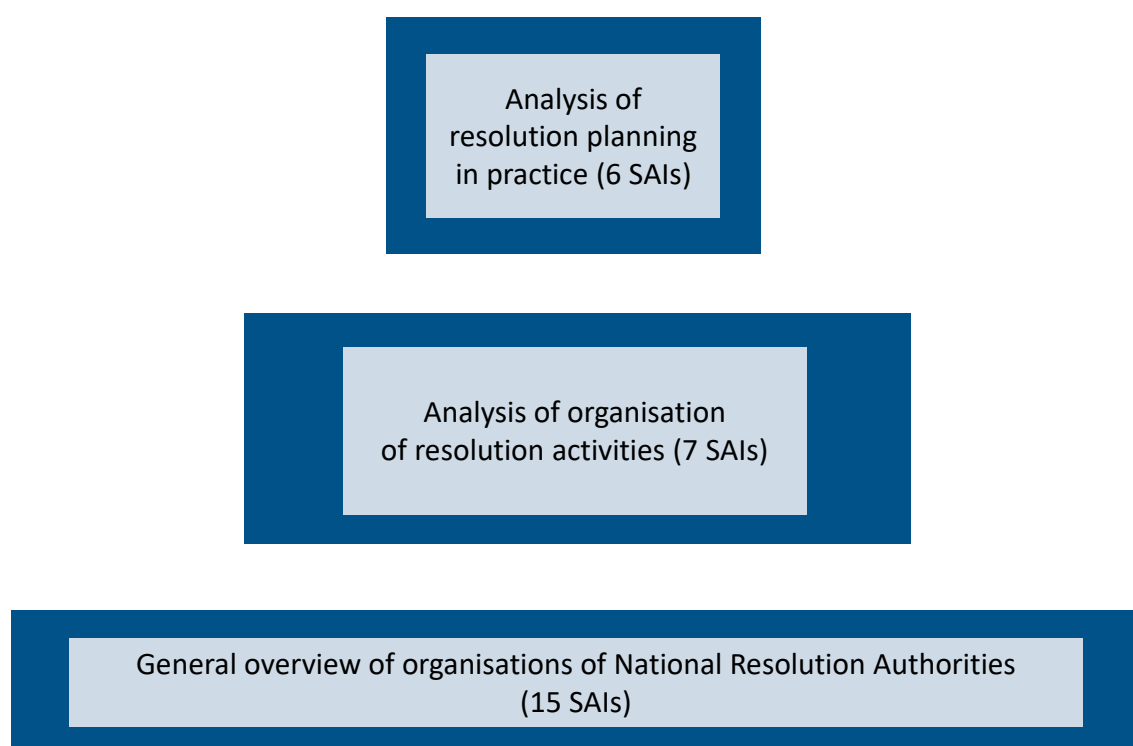 Analysis of
resolution planning
in practice (6 SAIs)
Analysis of organisation
of resolution activities (7 SAIs)
General overview of organisations of National Resolution Authorities
(15 SAIs)